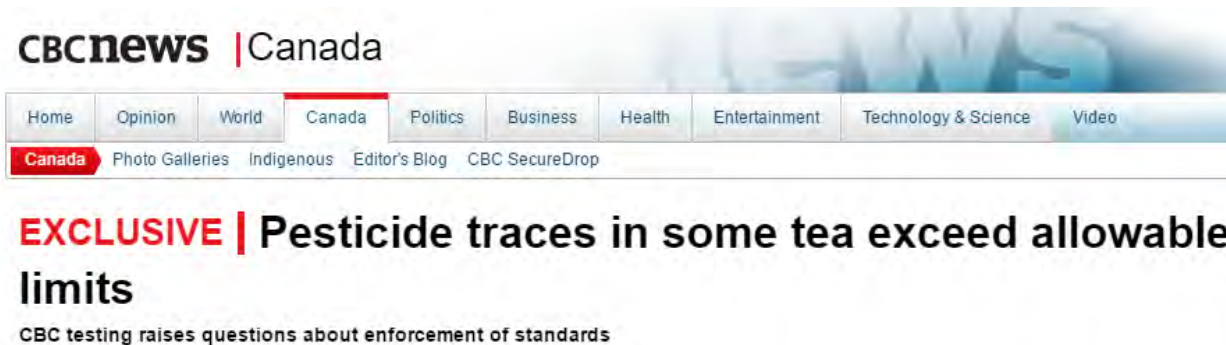 CBCnews | Canada
Home Opinion World Canada Politics Business Health Entertainment Technology & Science Video
Canada Photo Galleries Indigenous Editor's Blog CBC SecureDrop
EXCLUSIVE | Pesticide traces in some tea exceed allowable
limits
CBC testing raises questions about enforcement of standards